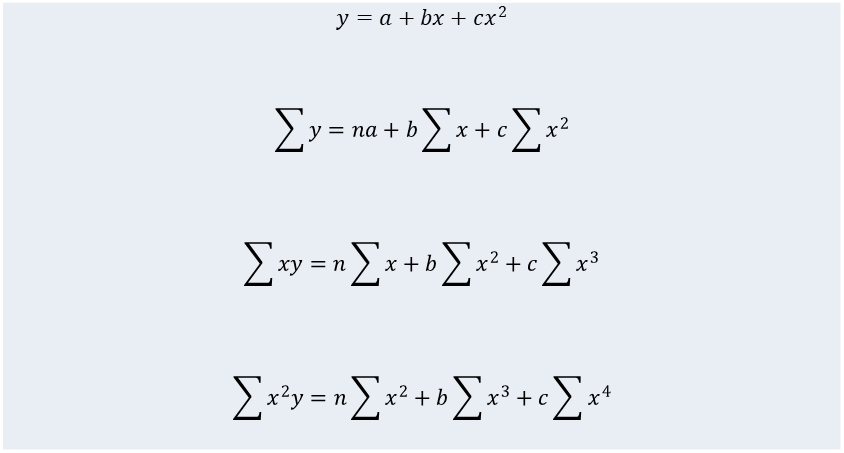 y = a + bx + cx²
∑y = na + b∑x + c∑x²
∑xy = n∑x + b∑x² + c∑x³
∑x²y = n∑x² + b∑x³ + c∑x⁴